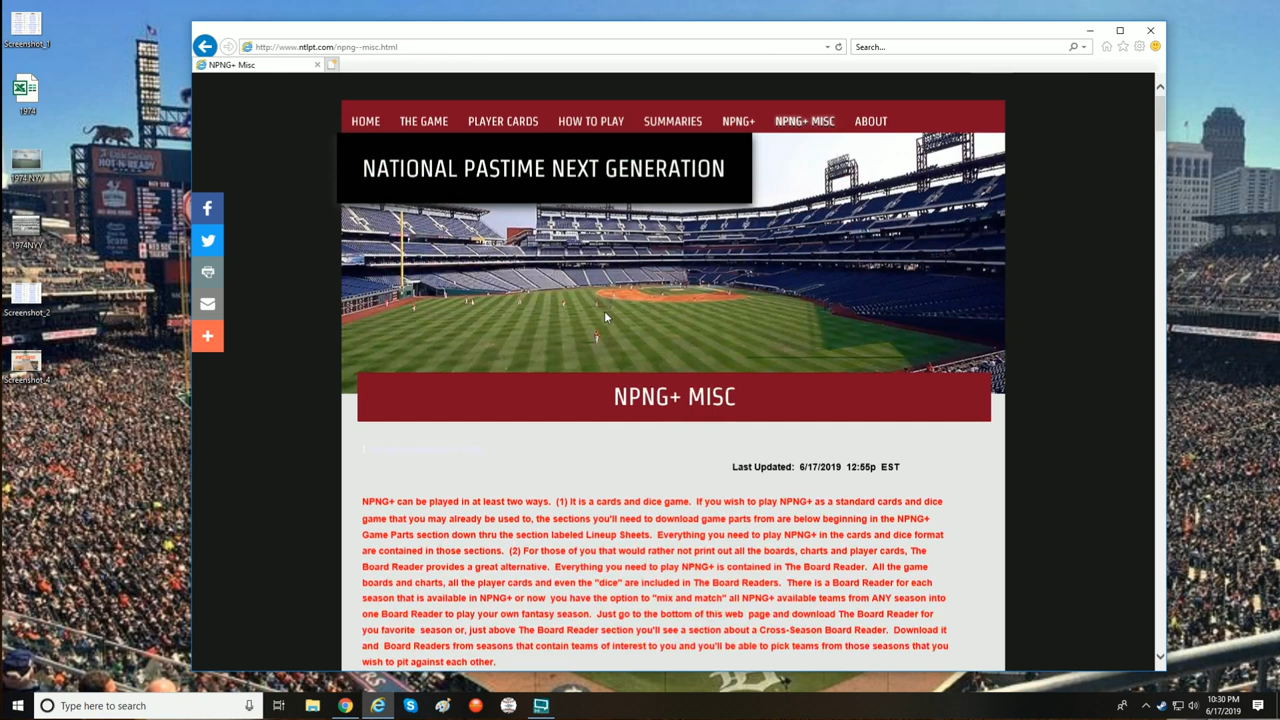 http://www.ntlpt.com/npng--misc.html
Search...
NPNG+ Misc
Screenshot_1
1974
1974 NYY
1974NYY
Screenshot_2
Screenshot_4
HOME THE GAME PLAYER CARDS HOW TO PLAY SUMMARIES NPNG+ NPNG+ MISC ABOUT
NATIONAL PASTIME NEXT GENERATION
NPNG+ MISC
Last Updated: 6/17/2019 12:55p EST
NPNG+ can be played in at least two ways. (1) It is a cards and dice game. If you wish to play NPNG+ as a standard cards and dice
game that you may already be used to, the sections you'll need to download game parts from are below beginning in the NPNG+
Game Parts section down thru the section labeled Lineup Sheets. Everything you need to play NPNG+ in the cards and dice format
are contained in those sections. (2) For those of you that would rather not print out all the boards, charts and player cards, The
Board Reader provides a great alternative. Everything you need to play NPNG+ is contained in The Board Reader. All the game
boards and charts, all the player cards and even the "dice" are included in The Board Readers. There is a Board Reader for each
season that is available in NPNG+ or now you have the option to "mix and match" all NPNG+ available teams from ANY season into
one Board Reader to play your own fantasy season. Just go to the bottom of this web page and download The Board Reader for
you favorite season or, just above The Board Reader section you'll see a section about a Cross-Season Board Reader. Download it
and Board Readers from seasons that contain teams of interest to you and you'll be able to pick teams from those seasons that you
wish to pit against each other.
Type here to search
10:30 PM
6/17/2019